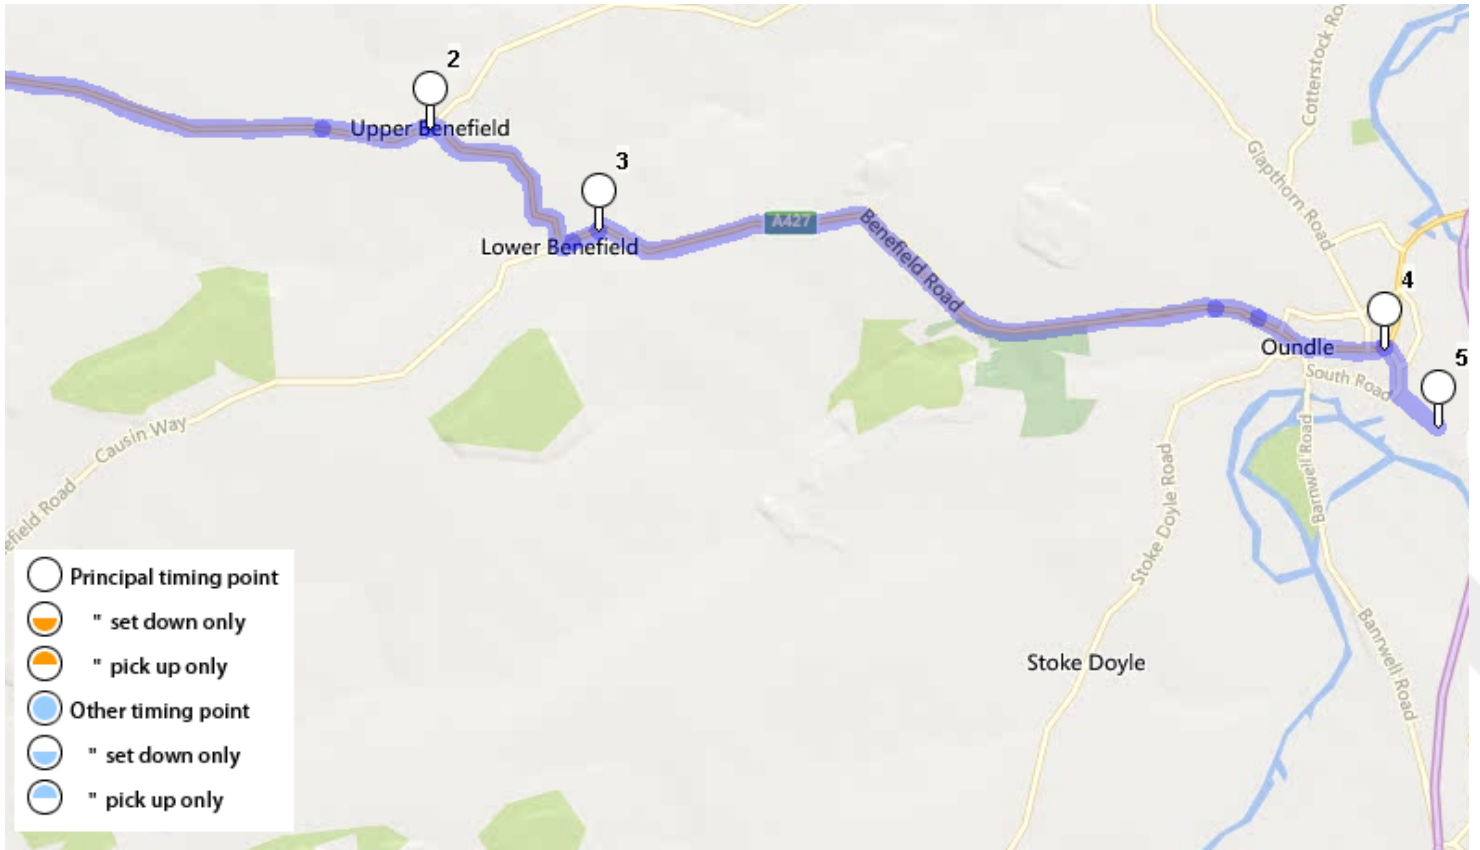 2
Upper Benefield
3
Lower Benefield
A427
Benefield Road
Glapthorn Road
Cotterstock Ro
4
Oundle
South Road
5
Causin Way
efield Road
Stoke Doyle Road
Barnwell Road
Stoke Doyle
Banrwell Road
Principal timing point
" set down only
" pick up only
Other timing point
" set down only
" pick up only